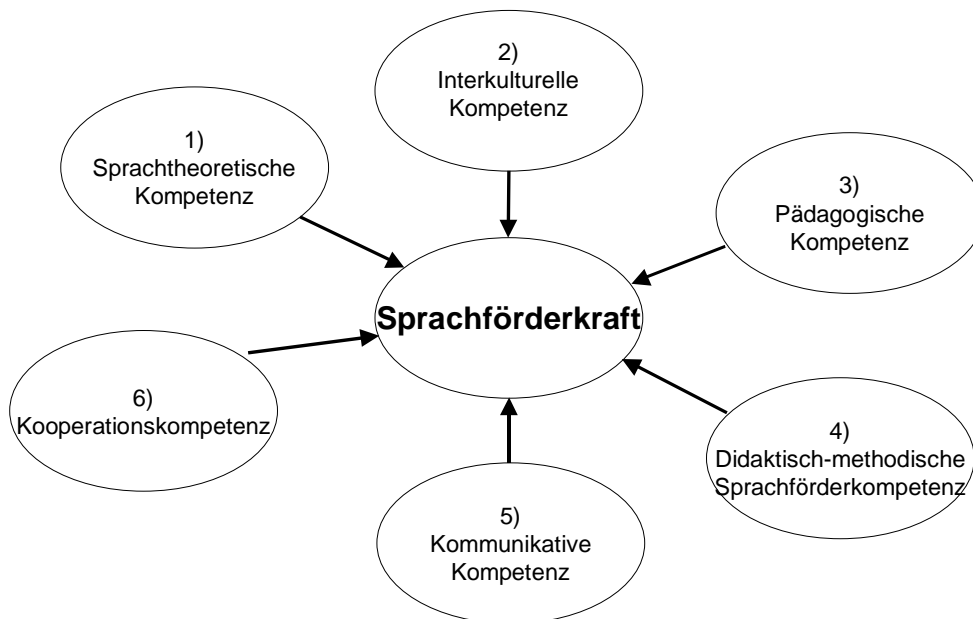 1)
Sprachtheoretische
Kompetenz
2)
Interkulturelle
Kompetenz
3)
Pädagogische
Kompetenz
Sprachförderkraft
4)
Didaktisch-methodische
Sprachförderkompetenz
5)
Kommunikative
Kompetenz
6)
Kooperationskompetenz